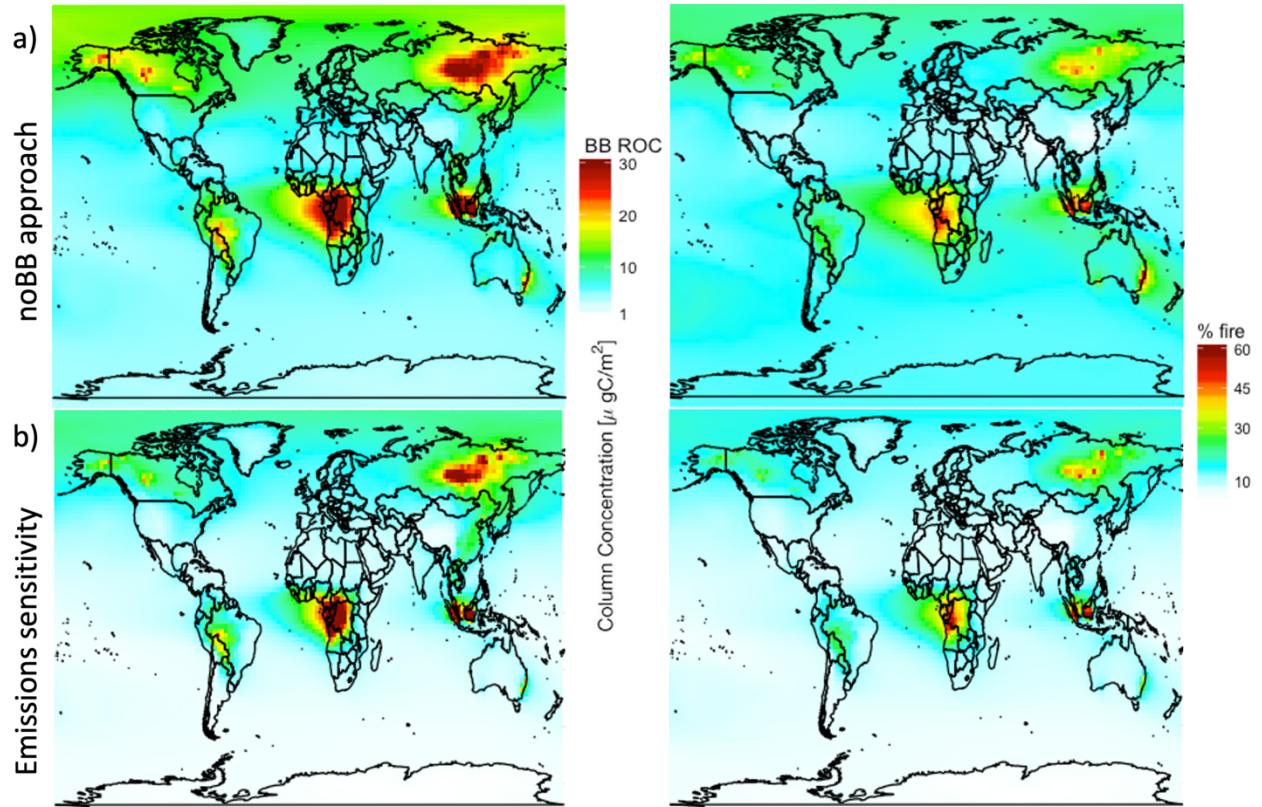 a)
noBB approach
BB ROC
30
20
10
1
Column Concentration [μ gC/m²]
% fire
60
45
30
10
b)
Emissions sensitivity